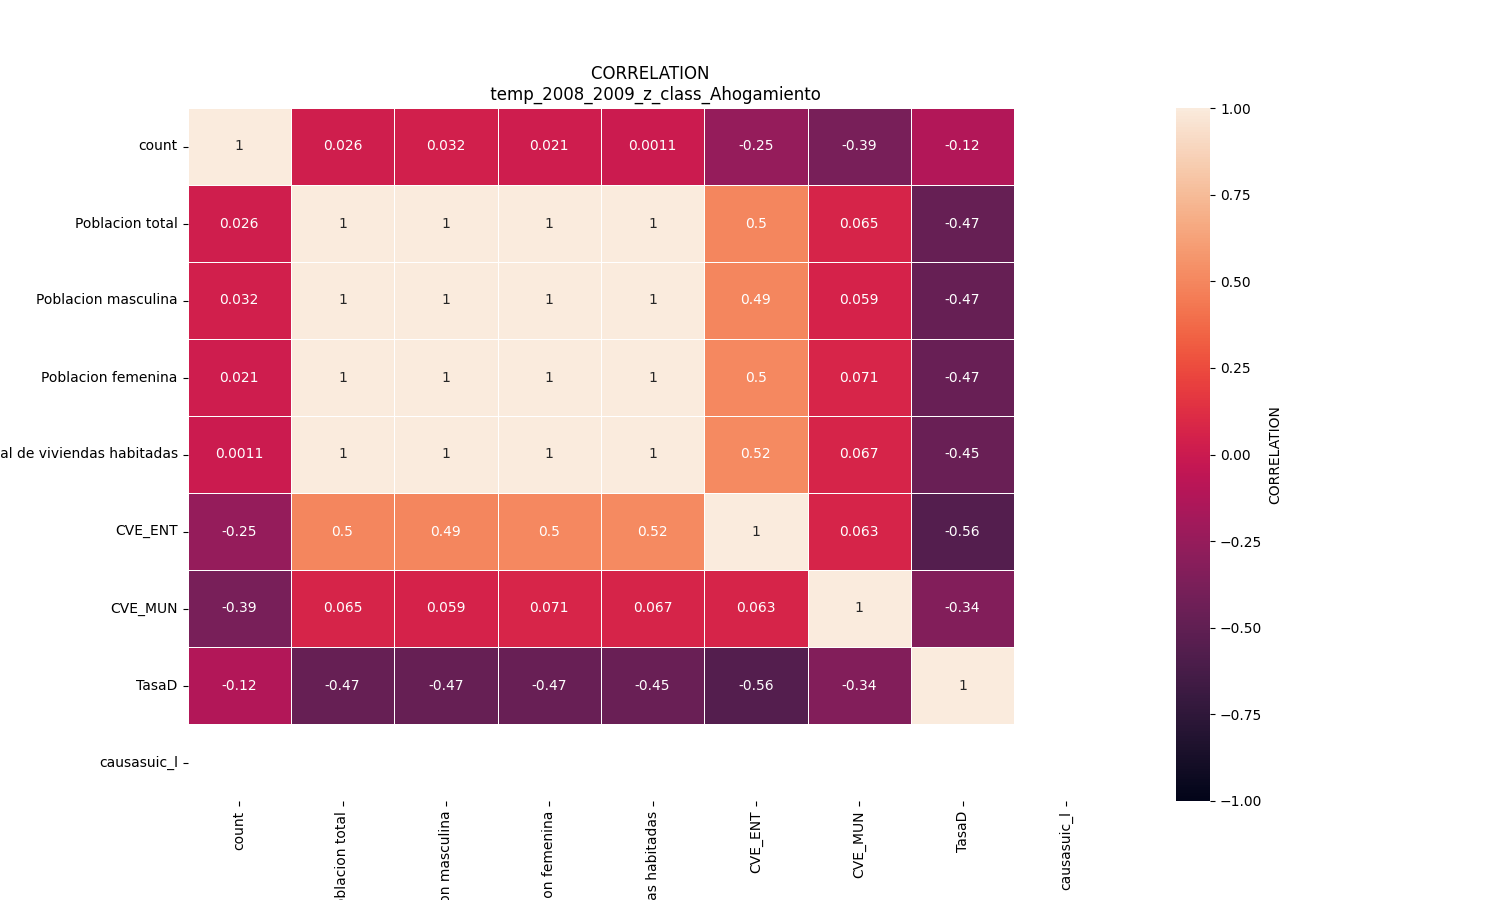 CORRELATION
temp_2008_2009_z_class_Ahogamiento
count 1 0.026 0.032 0.021 0.0011 -0.25 -0.39 -0.12
Poblacion total 0.026 1 1 1 1 0.5 0.065 -0.47
Poblacion masculina 0.032 1 1 1 1 0.49 0.059 -0.47
Poblacion femenina 0.021 1 1 1 1 0.5 0.071 -0.47
al de viviendas habitadas 0.0011 1 1 1 1 0.52 0.067 -0.45
CVE_ENT -0.25 0.5 0.49 0.5 0.52 1 0.063 -0.56
CVE_MUN -0.39 0.065 0.059 0.071 0.067 0.063 1 -0.34
TasaD -0.12 -0.47 -0.47 -0.47 -0.45 -0.56 -0.34 1
causasuic_l
count
oblacion total
on masculina
on femenina
as habitadas
CVE_ENT
CVE_MUN
TasaD
causasuic_l
1.00
0.75
0.50
0.25
0.00
−0.25
−0.50
−0.75
−1.00
CORRELATION